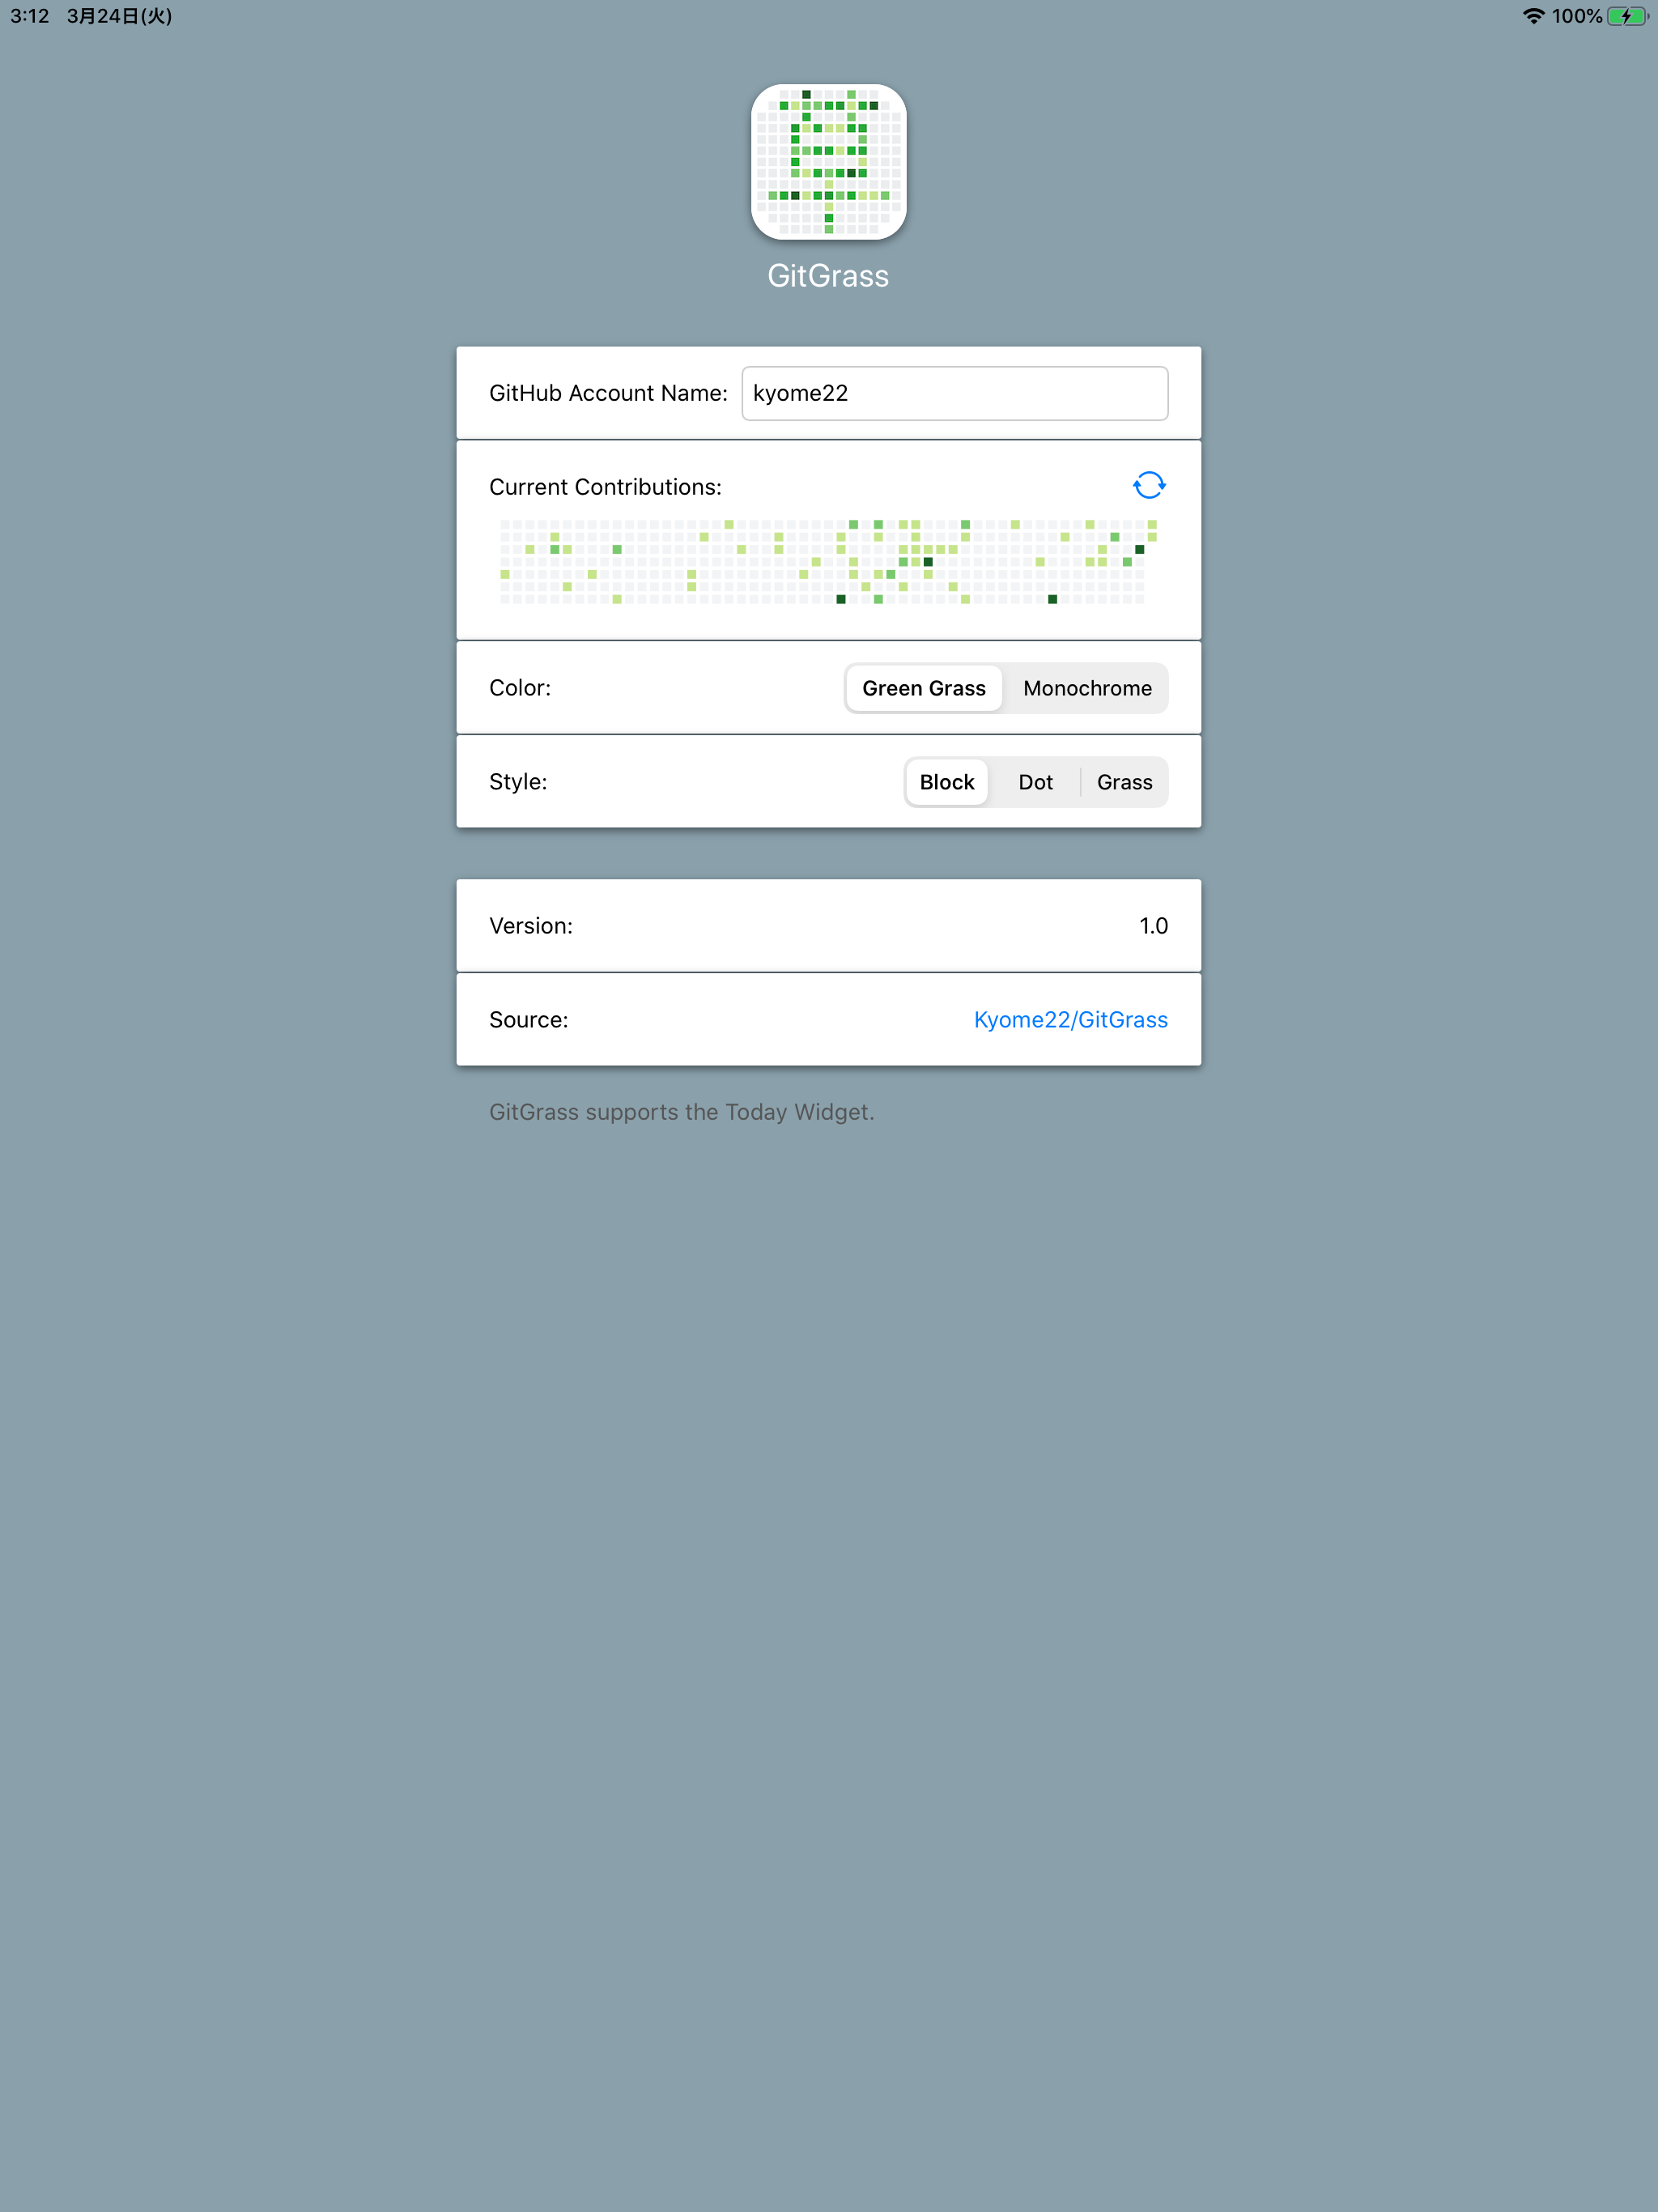 3:12 3月24日(火) 100%
GitGrass
GitHub Account Name: kyome22
Current Contributions:
Color: Green Grass Monochrome
Style: Block Dot Grass
Version: 1.0
Source: Kyome22/GitGrass
GitGrass supports the Today Widget.